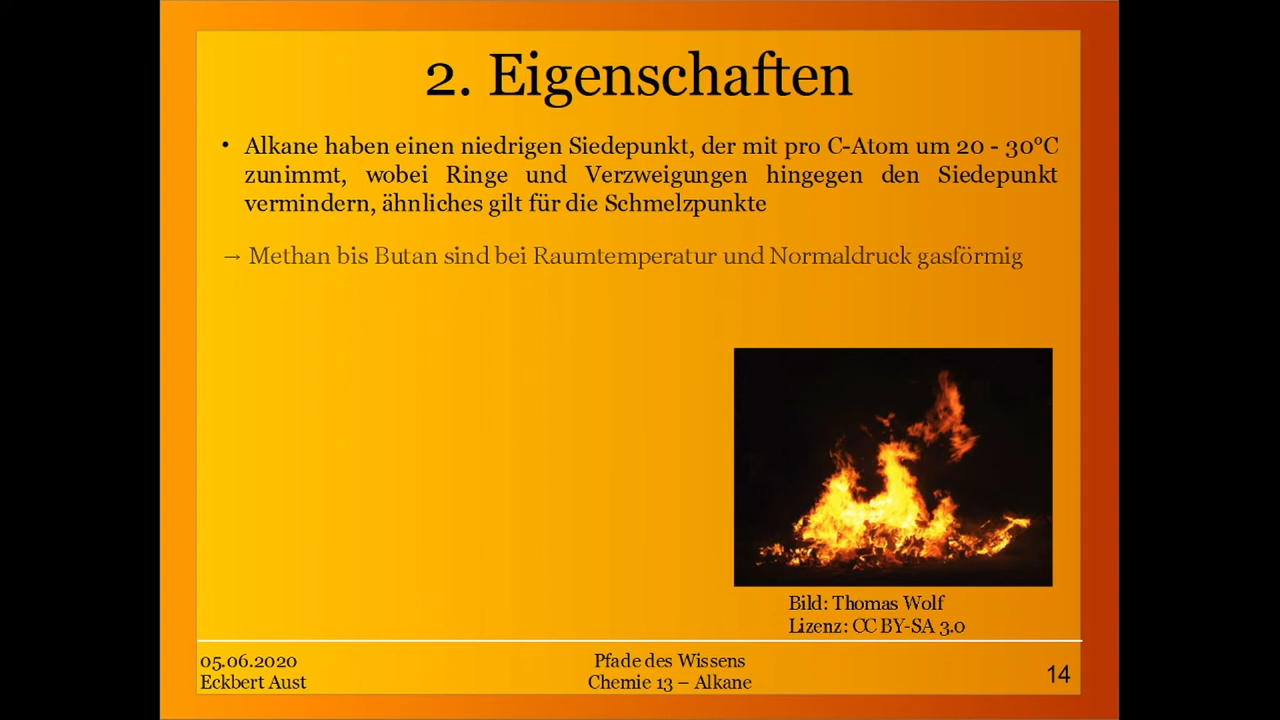 2. Eigenschaften
• Alkane haben einen niedrigen Siedepunkt, der mit pro C-Atom um 20 - 30°C
zunimmt, wobei Ringe und Verzweigungen hingegen den Siedepunkt
vermindern, ähnliches gilt für die Schmelzpunkte
→ Methan bis Butan sind bei Raumtemperatur und Normaldruck gasförmig
Bild: Thomas Wolf
Lizenz: CC BY-SA 3.0
05.06.2020
Eckbert Aust
Pfade des Wissens
Chemie 13 – Alkane
14